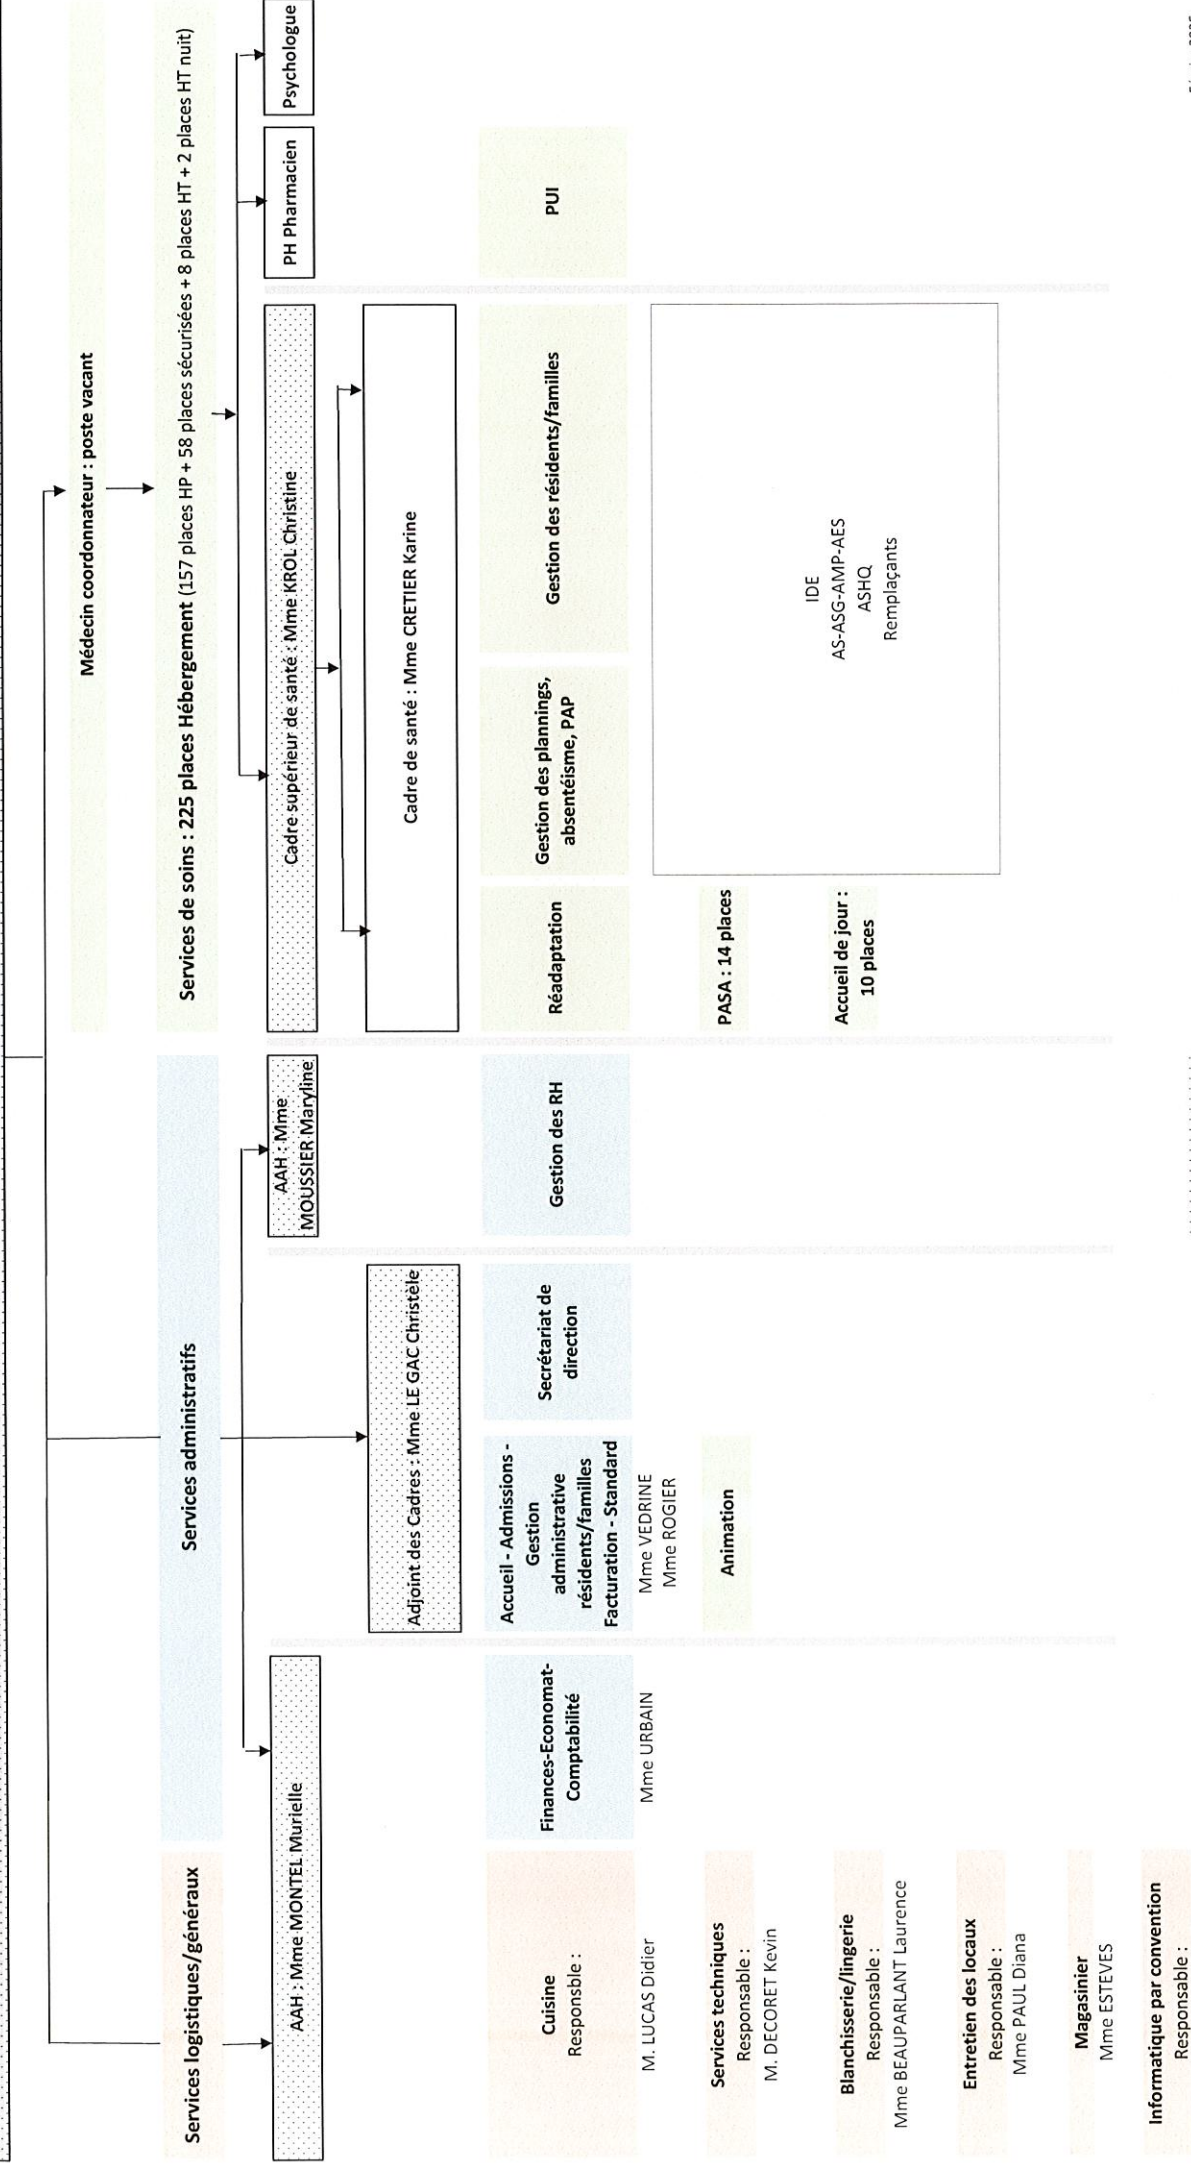 Médecin coordonnateur : poste vacant
Services logistiques/généraux
Services administratifs
Services de soins : 225 places Hébergement (157 places HP + 58 places sécurisées + 8 places HT + 2 places HT nuit)
AAH : Mme MONTEL Murielle
AAH : Mme
MOUSSIER Maryline
Cadre supérieur de santé : Mme KROL Christine
PH Pharmacien
Psychologue
Adjoint des Cadres : Mme LE GAC Christèle
Cadre de santé : Mme CRETIER Karine
Cuisine
Responsble :
M. LUCAS Didier
Finances-Economat-
Comptabilité
Mme URBAIN
Accueil - Admissions -
Gestion
administrative
résidents/familles
Facturation - Standard
Mme VEDRINE
Mme ROGIER
Secrétariat de
direction
Gestion des RH
Réadaptation
Gestion des plannings,
absentéisme, PAP
Gestion des résidents/familles
PUI
Services techniques
Responsable :
M. DECORET Kevin
Animation
PASA : 14 places
IDE
AS-ASG-AMP-AES
ASHQ
Remplaçants
Blanchisserie/lingerie
Responsable :
Mme BEAUPARLANT Laurence
Accueil de jour :
10 places
Entretien des locaux
Responsable :
Mme PAUL Diana
Magasinier
Mme ESTEVES
Informatique par convention
Responsable :